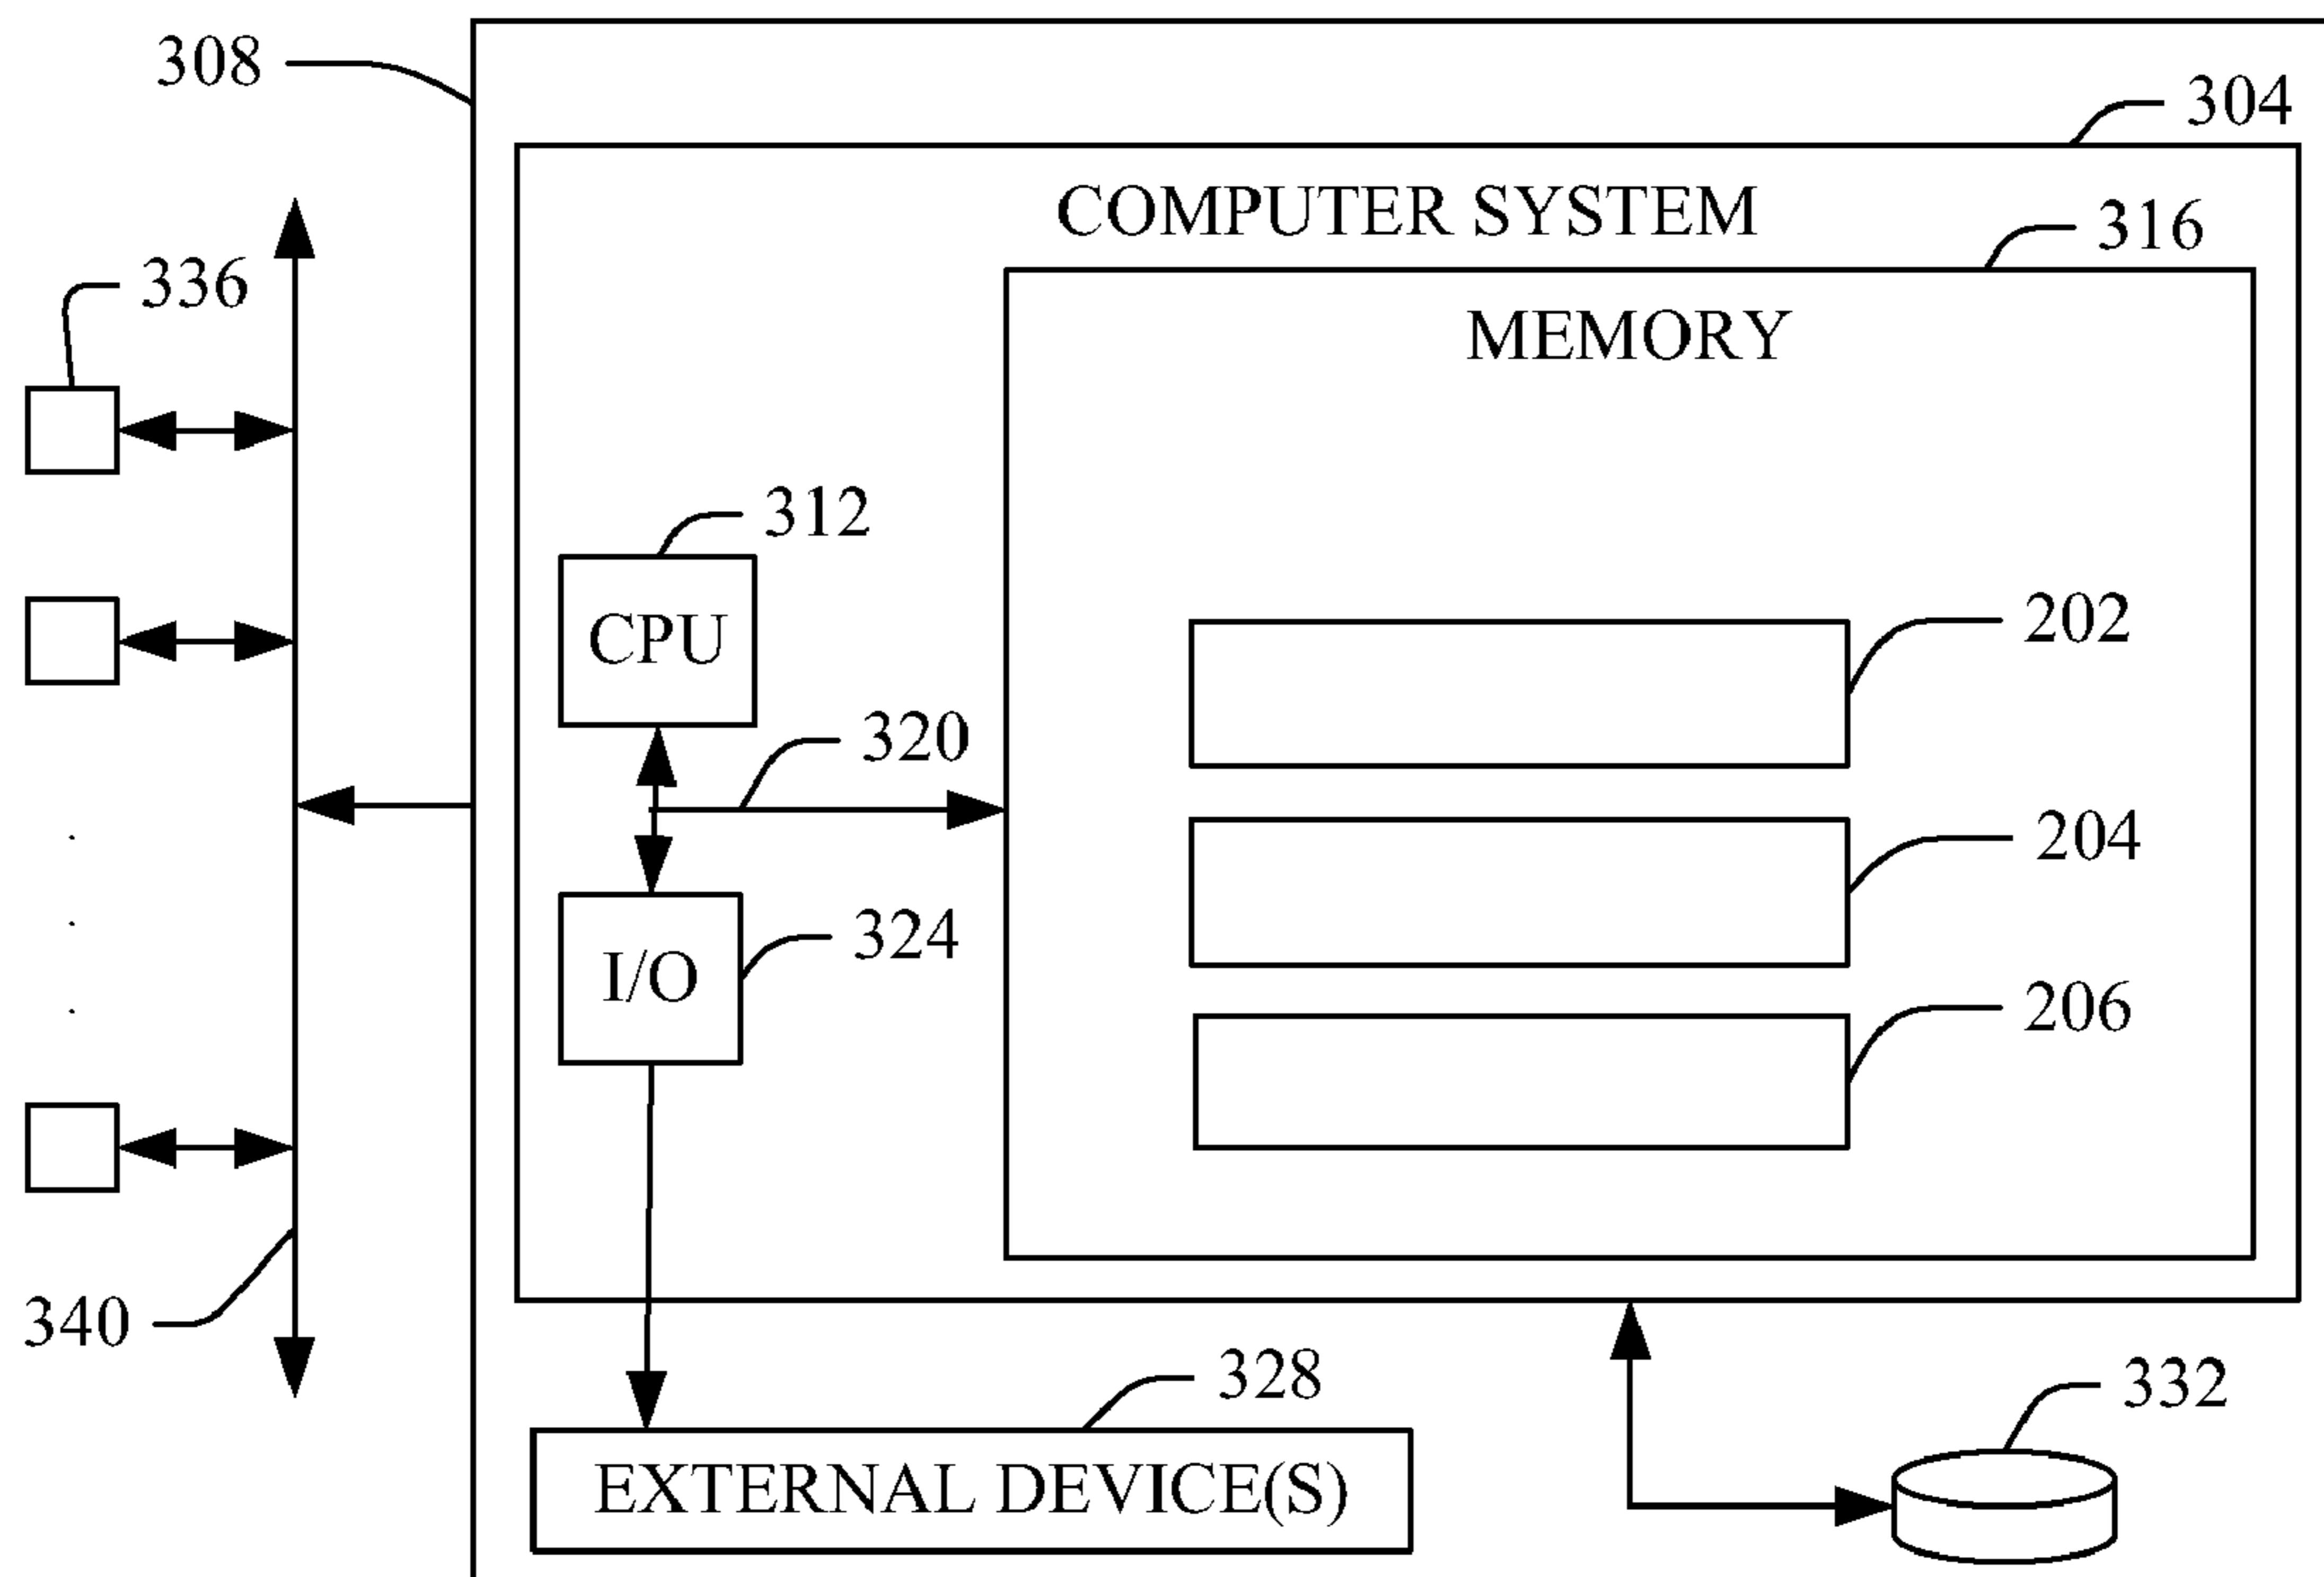 308
304
COMPUTER SYSTEM
316
336
MEMORY
312
CPU
202
320
204
324
I/O
206
340
328
332
EXTERNAL DEVICE(S)